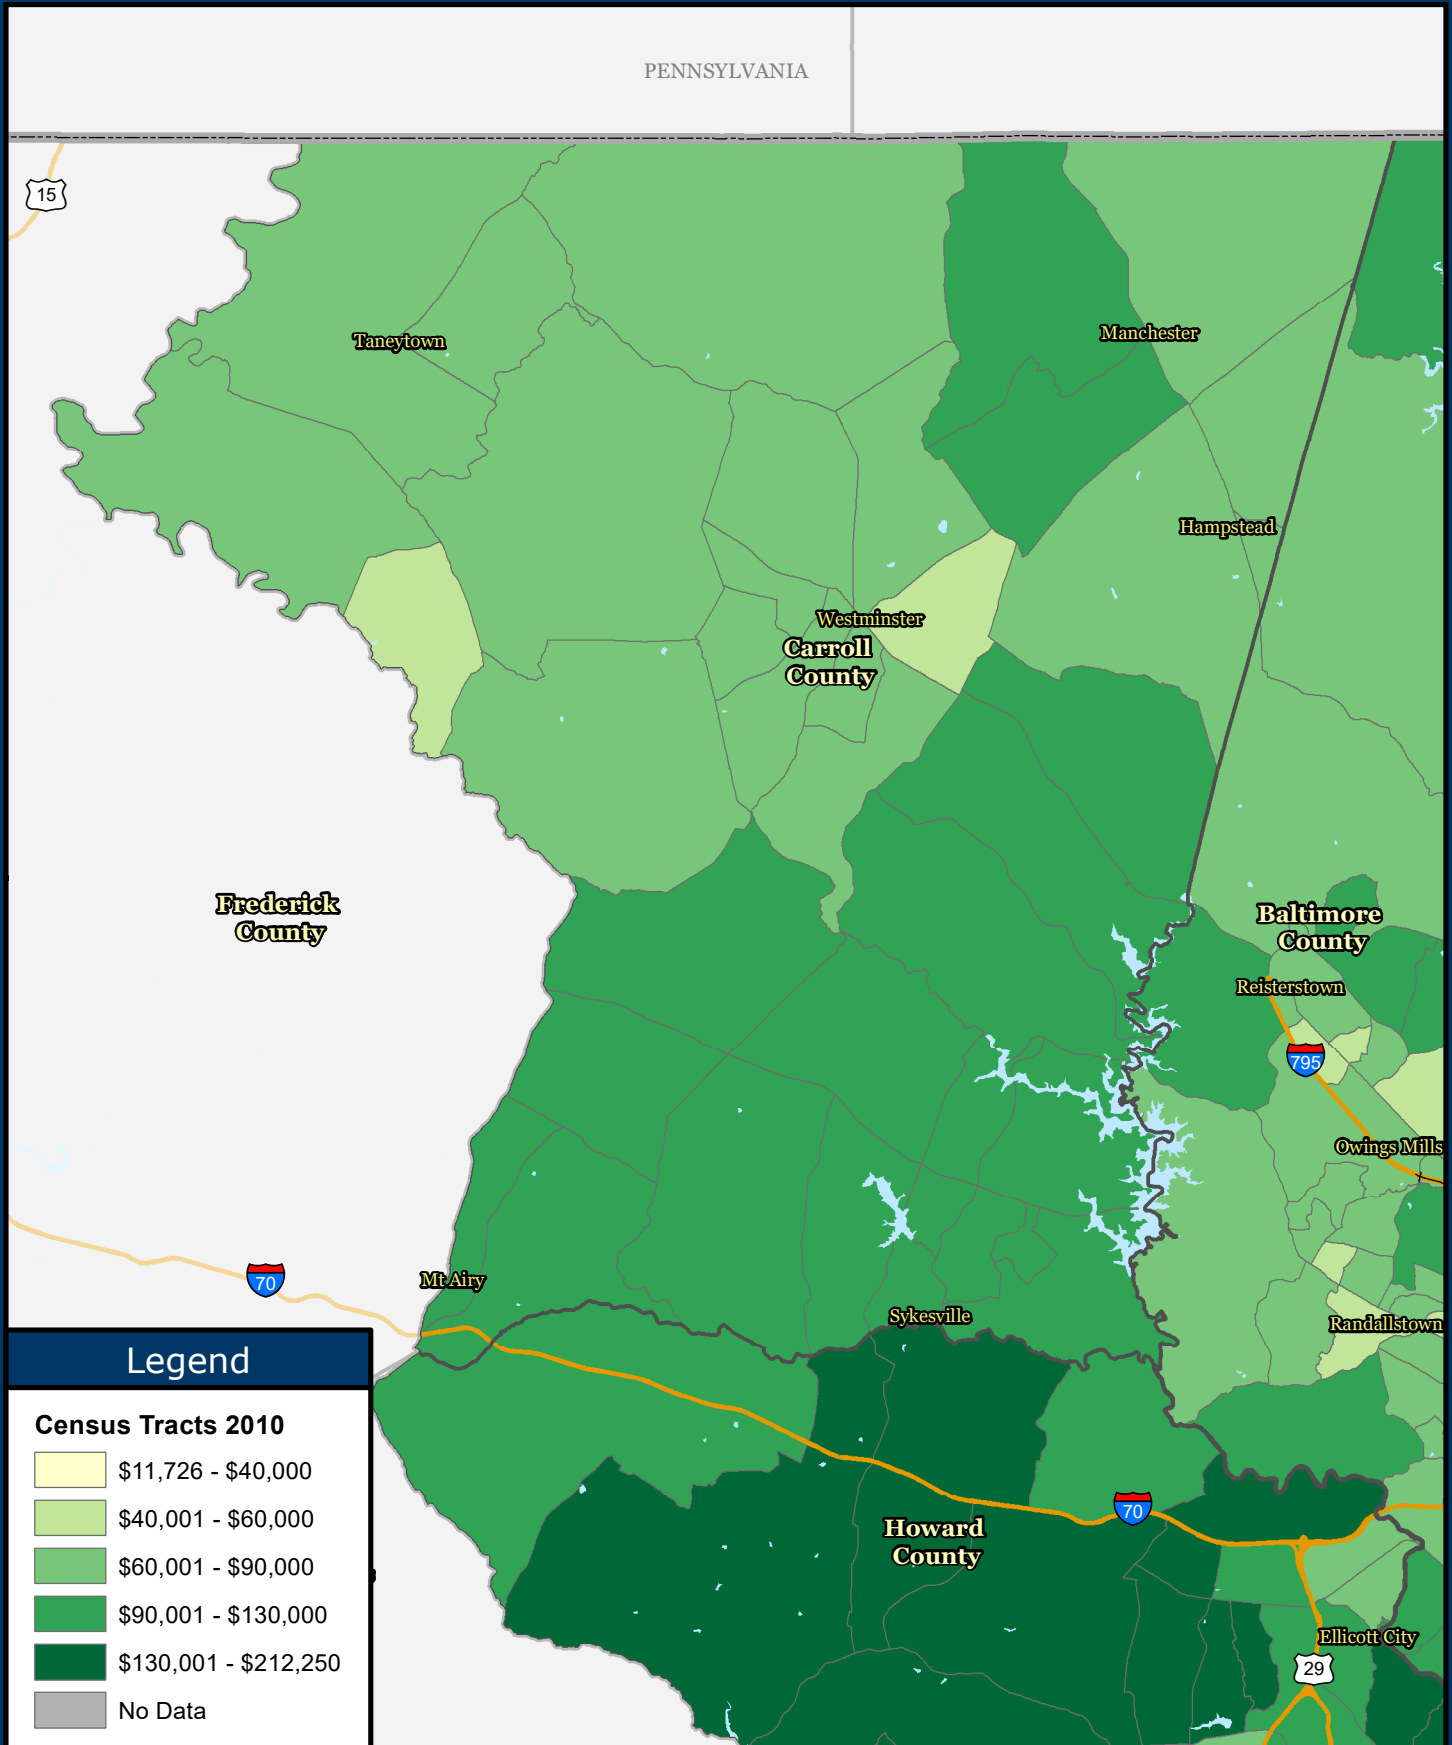 PENNSYLVANIA
15
Taneytown
Manchester
Hampstead
Westminster
Carroll
County
Frederick
County
Baltimore
County
Reisterstown
795
Owings Mills
70
Mt Airy
Sykesville
Randallstown
Legend
Census Tracts 2010
$11,726 - $40,000
$40,001 - $60,000
$60,001 - $90,000
$90,001 - $130,000
$130,001 - $212,250
No Data
70
Howard
County
Ellicott City
29